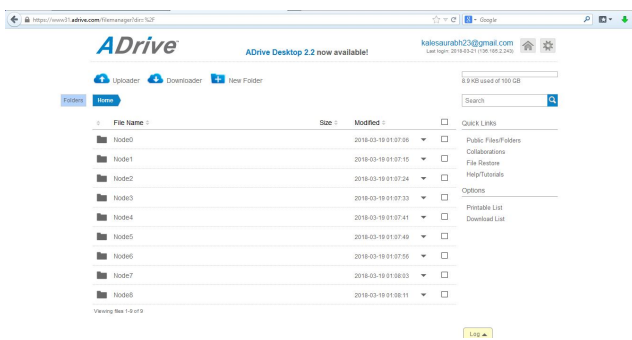 https://www31.adrive.com/filemanager?dir=%2F
Google
ADrive
ADrive Desktop 2.2 now available!
kalesaurabh23@gmail.com
Last login: 2018-03-21 (136.185.2.243)
Uploader Downloader New Folder
8.9 KB used of 100 GB
Folders Home
Search
File Name Size Modified
Quick Links
Node0 2018-03-19 01:07:06
Public Files/Folders
Collaborations
Node1 2018-03-19 01:07:15
File Restore
Node2 2018-03-19 01:07:24
Help/Tutorials
Options
Node3 2018-03-19 01:07:33
Printable List
Node4 2018-03-19 01:07:41
Download List
Node5 2018-03-19 01:07:49
Node6 2018-03-19 01:07:56
Node7 2018-03-19 01:08:03
Node8 2018-03-19 01:08:11
Viewing files 1-9 of 9
Log